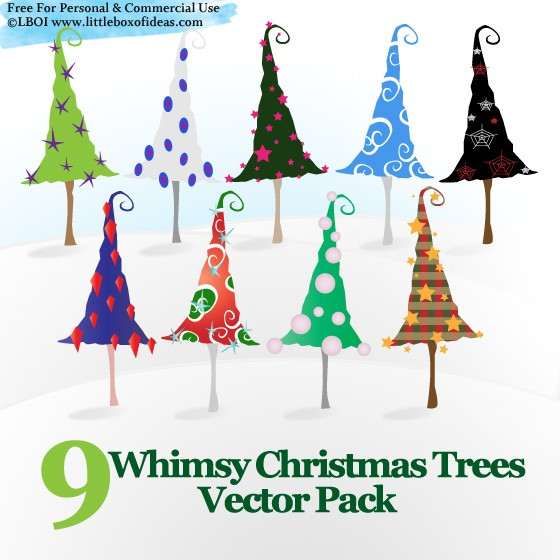 Free For Personal & Commercial Use
©LBOI www.littleboxofideas.com
9 Whimsy Christmas Trees
Vector Pack